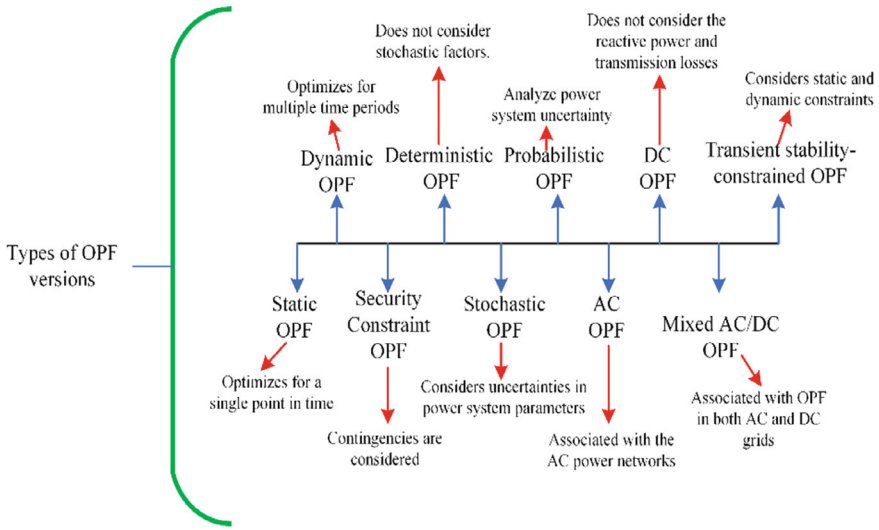 Types of OPF
versions
Optimizes for
multiple time periods
Dynamic
OPF
Does not consider
stochastic factors.
Deterministic
OPF
Analyze power
system uncertainty
Probabilistic
OPF
Does not consider the
reactive power and
transmission losses
DC
OPF
Considers static and
dynamic constraints
Transient stability-
constrained OPF
Static
OPF
Optimizes for a
single point in time
Security
Constraint
OPF
Contingencies are
considered
Stochastic
OPF
Considers uncertainties in
power system parameters
AC
OPF
Associated with the
AC power networks
Mixed AC/DC
OPF
Associated with OPF
in both AC and DC
grids